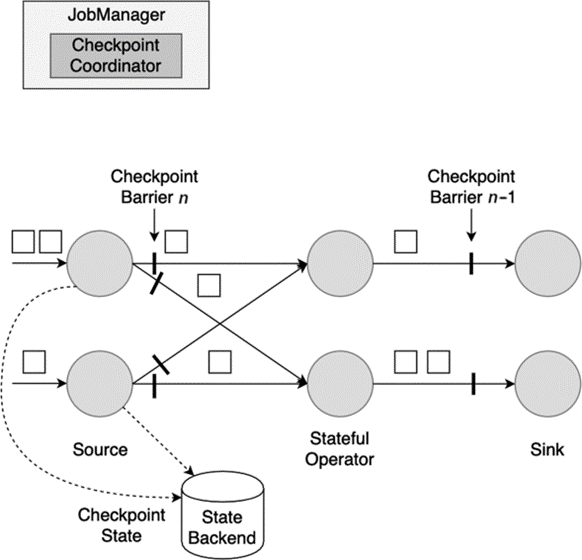 JobManager
Checkpoint
Coordinator
Checkpoint
Barrier n
Checkpoint
Barrier n-1
Source
Stateful
Operator
Sink
Checkpoint
State
State
Backend